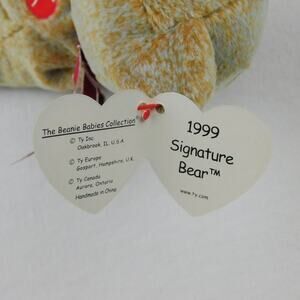 The Beanie Babies Collection®
© Ty Inc.
Oakbrook, IL. U.S.A
© Ty Europe
Gosport, Hampshire, U.K.
© Ty Canada
Aurora, Ontario
Handmade in China
1999
Signature
Bear™
www.ty.com